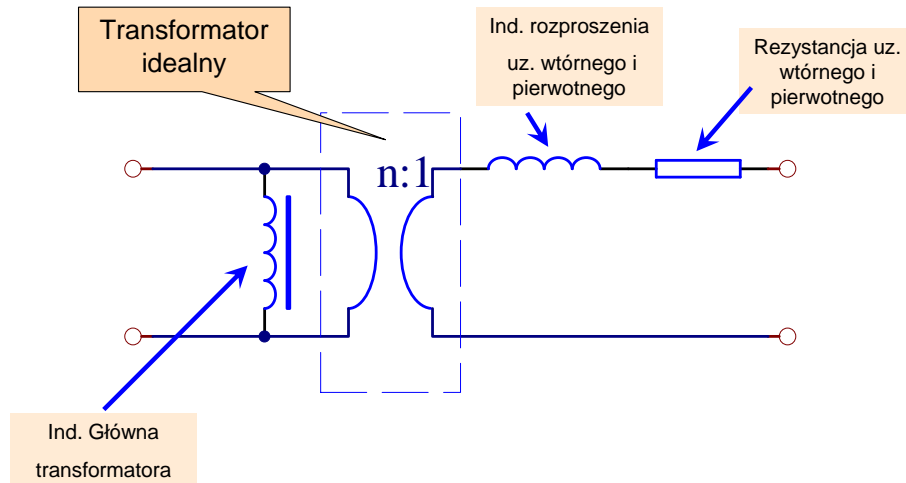 Transformator
idealny
Ind. rozproszenia
uz. wtórnego i
pierwotnego
Rezystancja uz.
wtórnego i
pierwotnego
n:1
Ind. Główna
transformatora